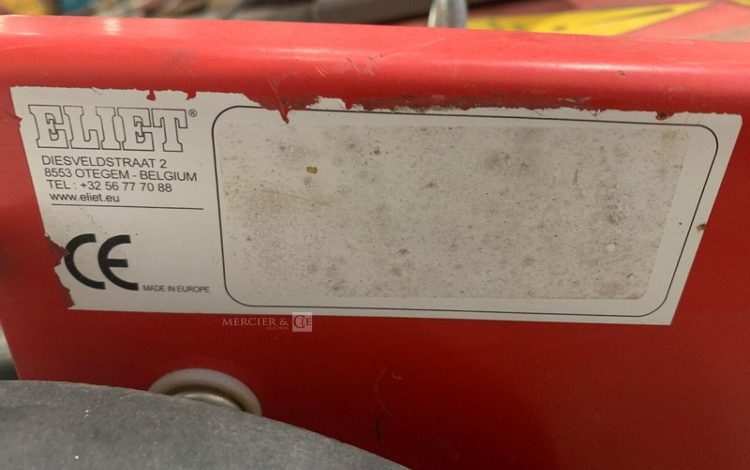 ELIET®
DIESVELDSTRAAT 2
8553 OTEGEM - BELGIUM
TEL : +32 56 77 70 88
www.eliet.eu
CE
MADE IN EUROPE
MERCIER & CIE
AUCTION